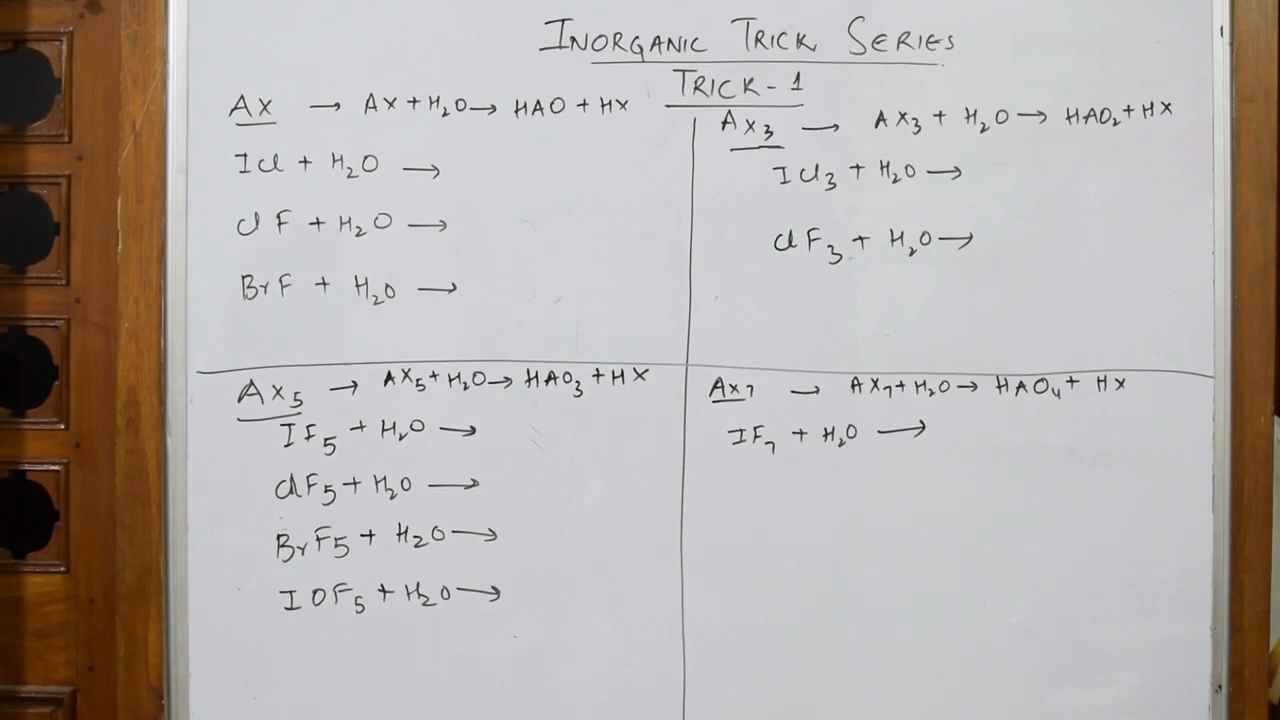 INORGANIC TRICK SERIES
TRICK-1
AX → AX + H₂O → HAO + HX
ICl + H₂O →
ClF + H₂O →
BrF + H₂O →
AX₃ → AX₃ + H₂O → HAO₂ + HX
ICl₃ + H₂O →
ClF₃ + H₂O →
AX₅ → AX₅ + H₂O → HAO₃ + HX
IF₅ + H₂O →
ClF₅ + H₂O →
BrF₅ + H₂O →
IOF₅ + H₂O →
AX₇ → AX₇ + H₂O → HAO₄ + HX
IF₇ + H₂O →